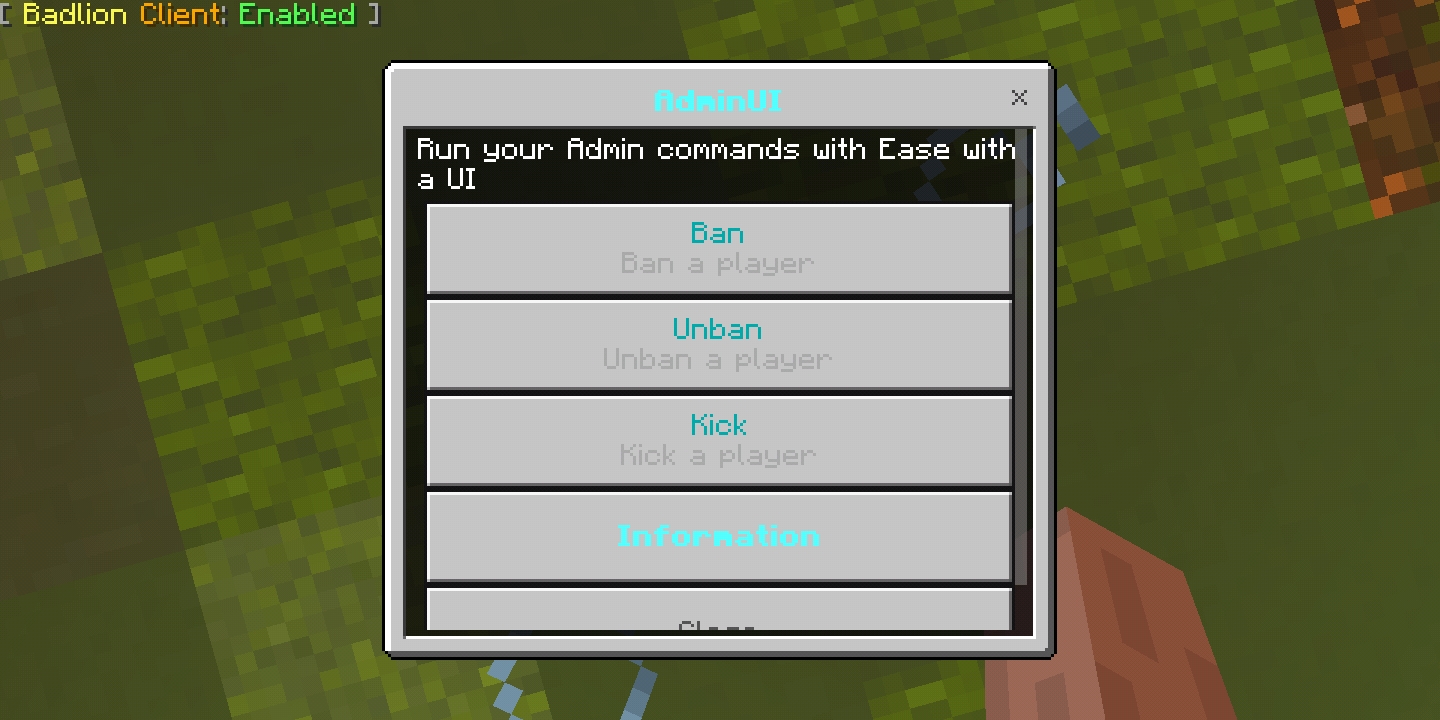 [ Badlion Client: Enabled ]
AdminUI
Run your Admin commands with Ease with
a UI
Ban
Ban a player
Unban
Unban a player
Kick
Kick a player
Information